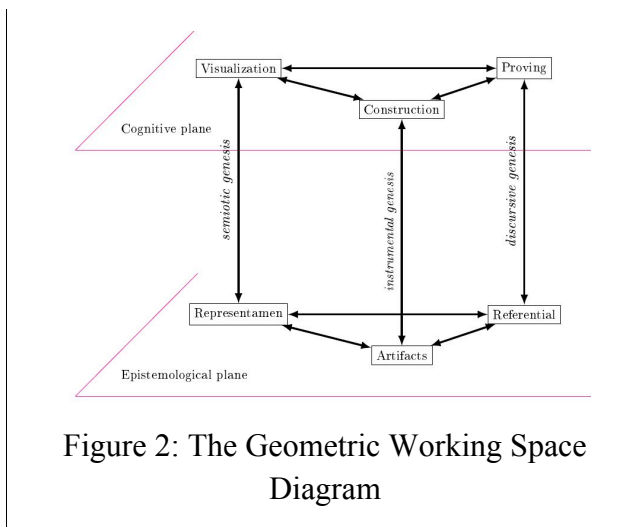 Visualization
Proving
Construction
Cognitive plane
semiotic genesis
instrumental genesis
discursive genesis
Representamen
Referential
Artifacts
Epistemological plane
Figure 2: The Geometric Working Space
Diagram